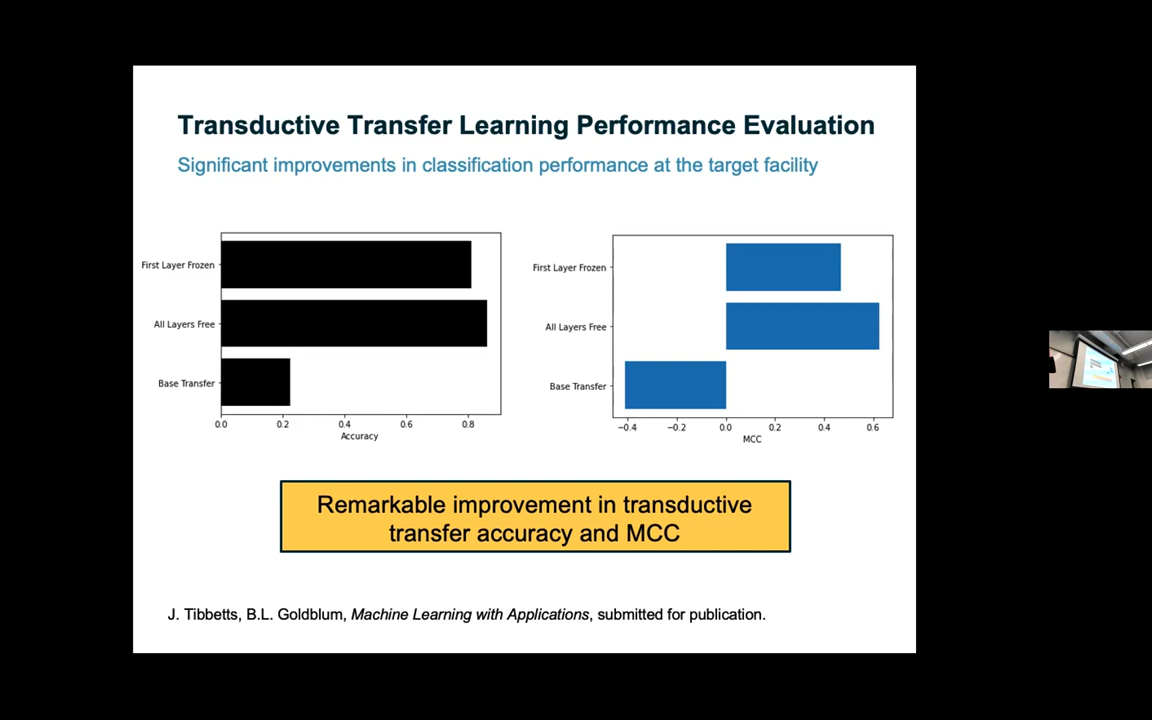 Transductive Transfer Learning Performance Evaluation
Significant improvements in classification performance at the target facility
First Layer Frozen
All Layers Free
Base Transfer
0.0 0.2 0.4 0.6 0.8
Accuracy
First Layer Frozen
All Layers Free
Base Transfer
−0.4 −0.2 0.0 0.2 0.4 0.6
MCC
Remarkable improvement in transductive
transfer accuracy and MCC
J. Tibbetts, B.L. Goldblum, Machine Learning with Applications, submitted for publication.